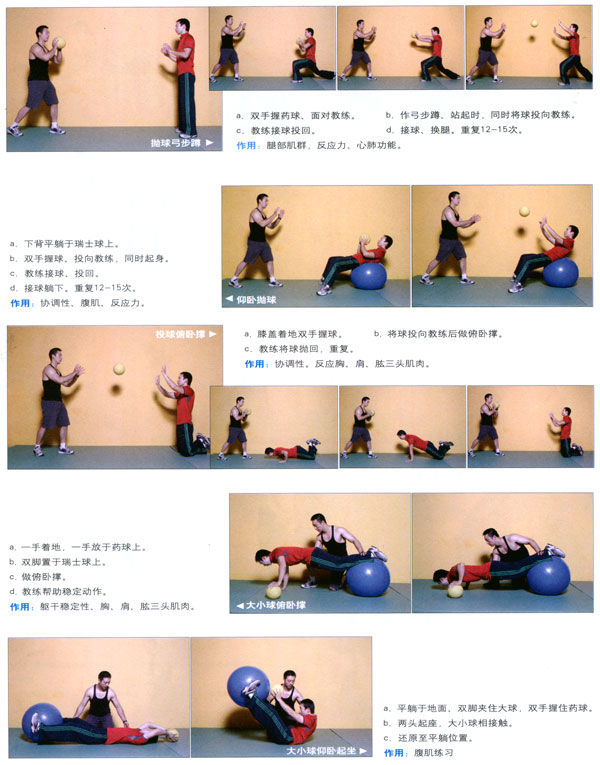 抛球弓步蹲 ▶
a. 双手握药球、面对教练。 b. 作弓步蹲、站起时，同时将球投向教练。
c. 教练接球投回。 d. 接球、换腿。重复12-15次。
作用：腿部肌群、反应力、心肺功能。
a. 下背平躺于瑞士球上。
b. 双手握球、投向教练，同时起身。
c. 教练接球、投回。
d. 接球躺下。重复12-15次。
作用：协调性、腹肌、反应力。
◀ 仰卧抛球
投球俯卧撑 ▶
a. 膝盖着地双手握球。 b. 将球投向教练后做俯卧撑。
c. 教练将球抛回，重复。
作用：协调性。反应胸、肩、肱三头肌肉。
a. 一手着地，一手放于药球上。
b. 双脚置于瑞士球上。
c. 做俯卧撑。
d. 教练帮助稳定动作。
作用：躯干稳定性、胸、肩、肱三头肌肉。
◀ 大小球俯卧撑
大小球仰卧起坐 ▶
a. 平躺于地面、双脚夹住大球，双手握住药球。
b. 两头起座，大小球相接触。
c. 还原至平躺位置。
作用：腹肌练习